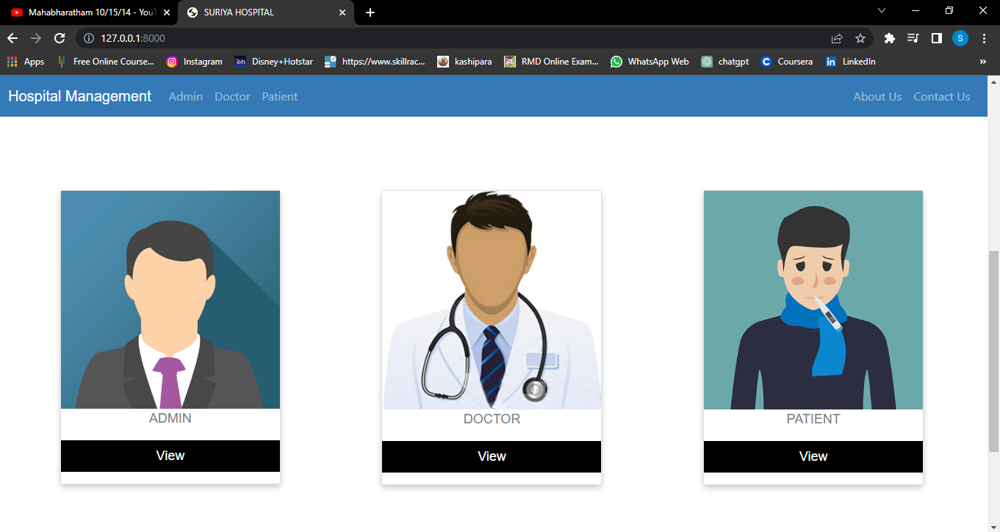 Mahabharatham 10/15/14 - YouT
SURIYA HOSPITAL
127.0.0.1:8000
S
Apps
Free Online Course...
Instagram
Disney+Hotstar
https://www.skillrac...
kashipara
RMD Online Exam...
WhatsApp Web
chatgpt
Coursera
LinkedIn
»
Hospital Management Admin Doctor Patient About Us Contact Us
ADMIN
DOCTOR
PATIENT
View
View
View